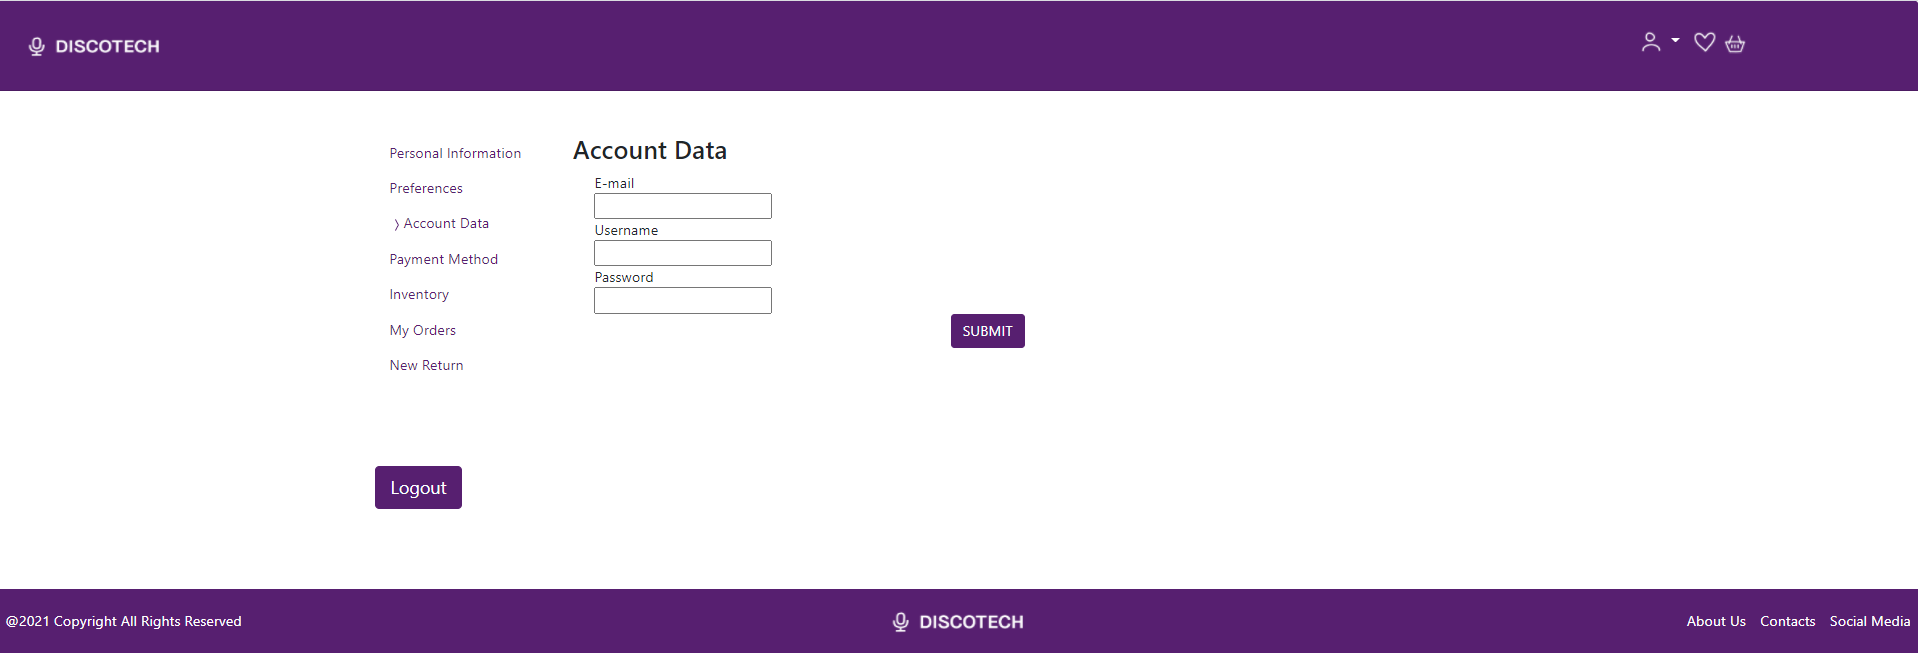 DISCOTECH
Personal Information
Preferences
〉Account Data
Payment Method
Inventory
My Orders
New Return
Logout
Account Data
E-mail
Username
Password
SUBMIT
@2021 Copyright All Rights Reserved
DISCOTECH
About Us Contacts Social Media